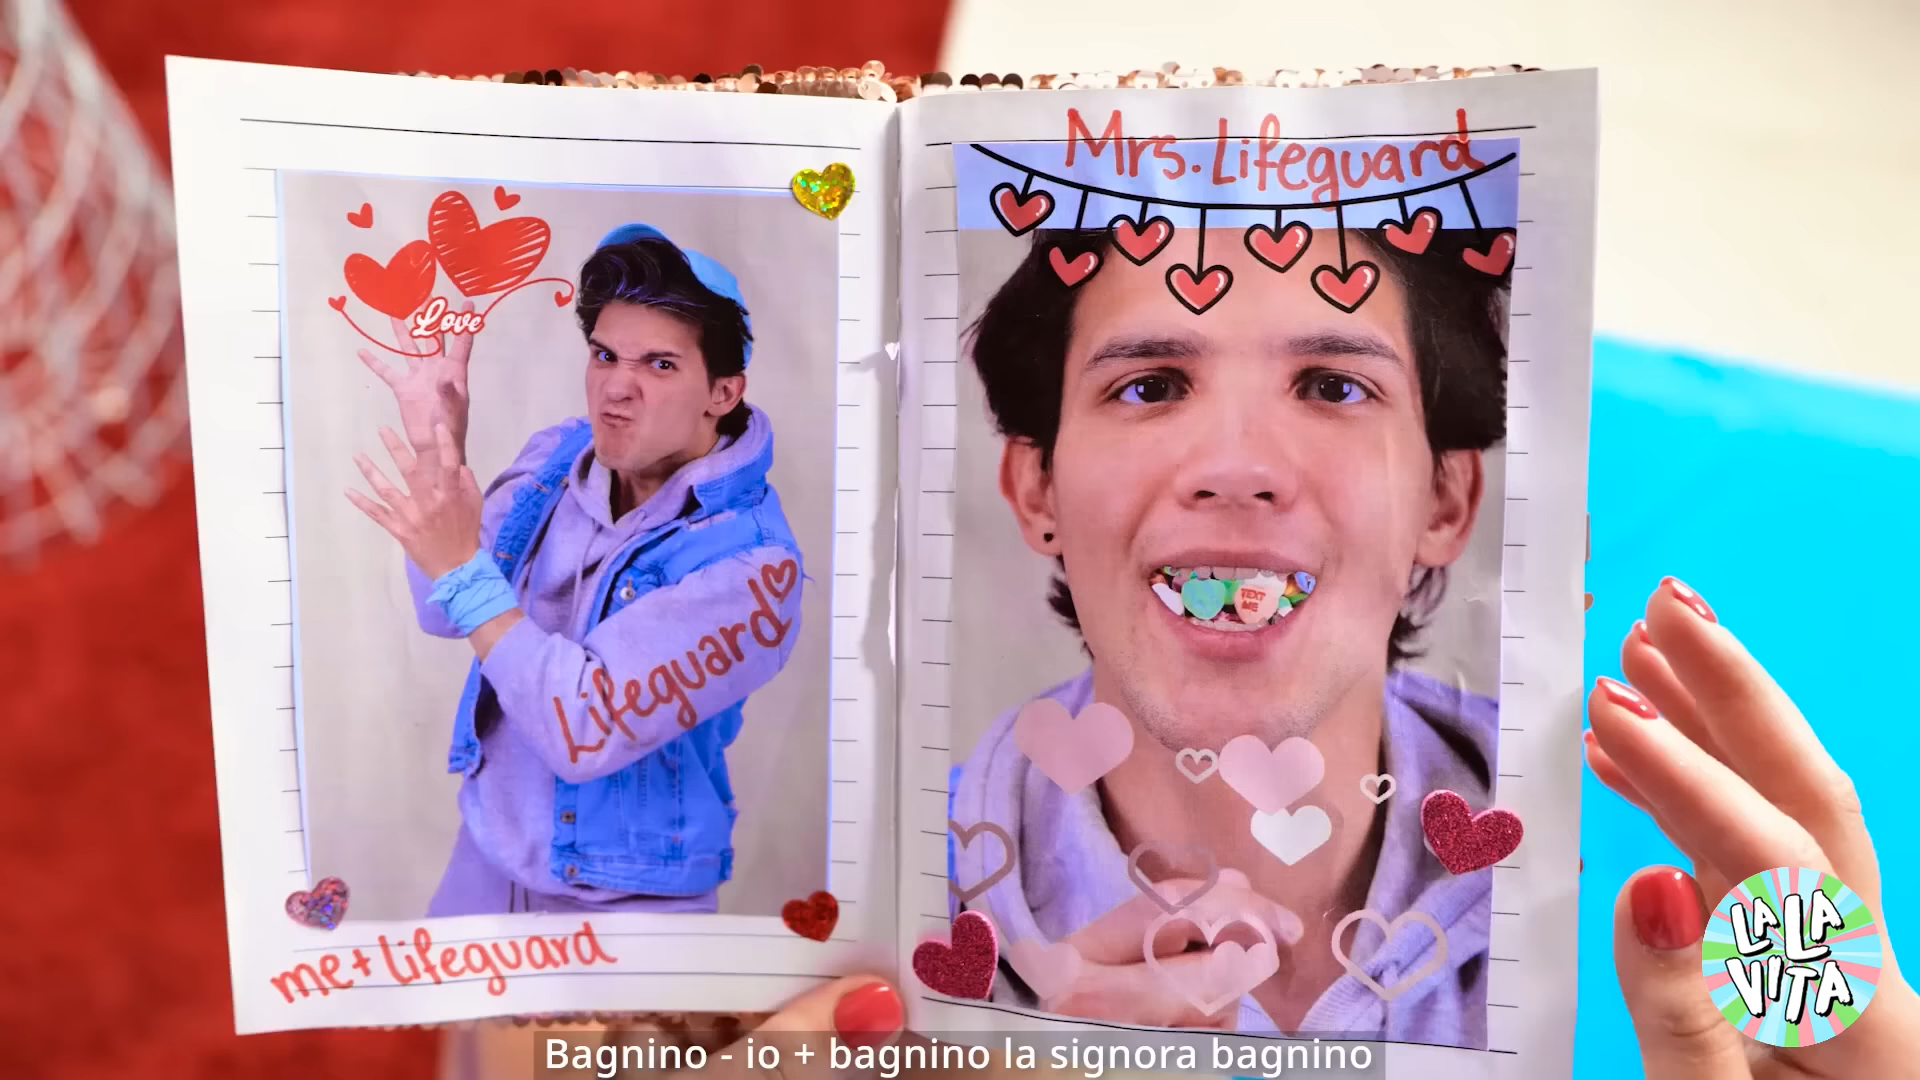 Love
Lifeguard
me + lifeguard
Mrs. Lifeguard
TEXT
ME
LA LA
VITA
Bagnino - io + bagnino la signora bagnino